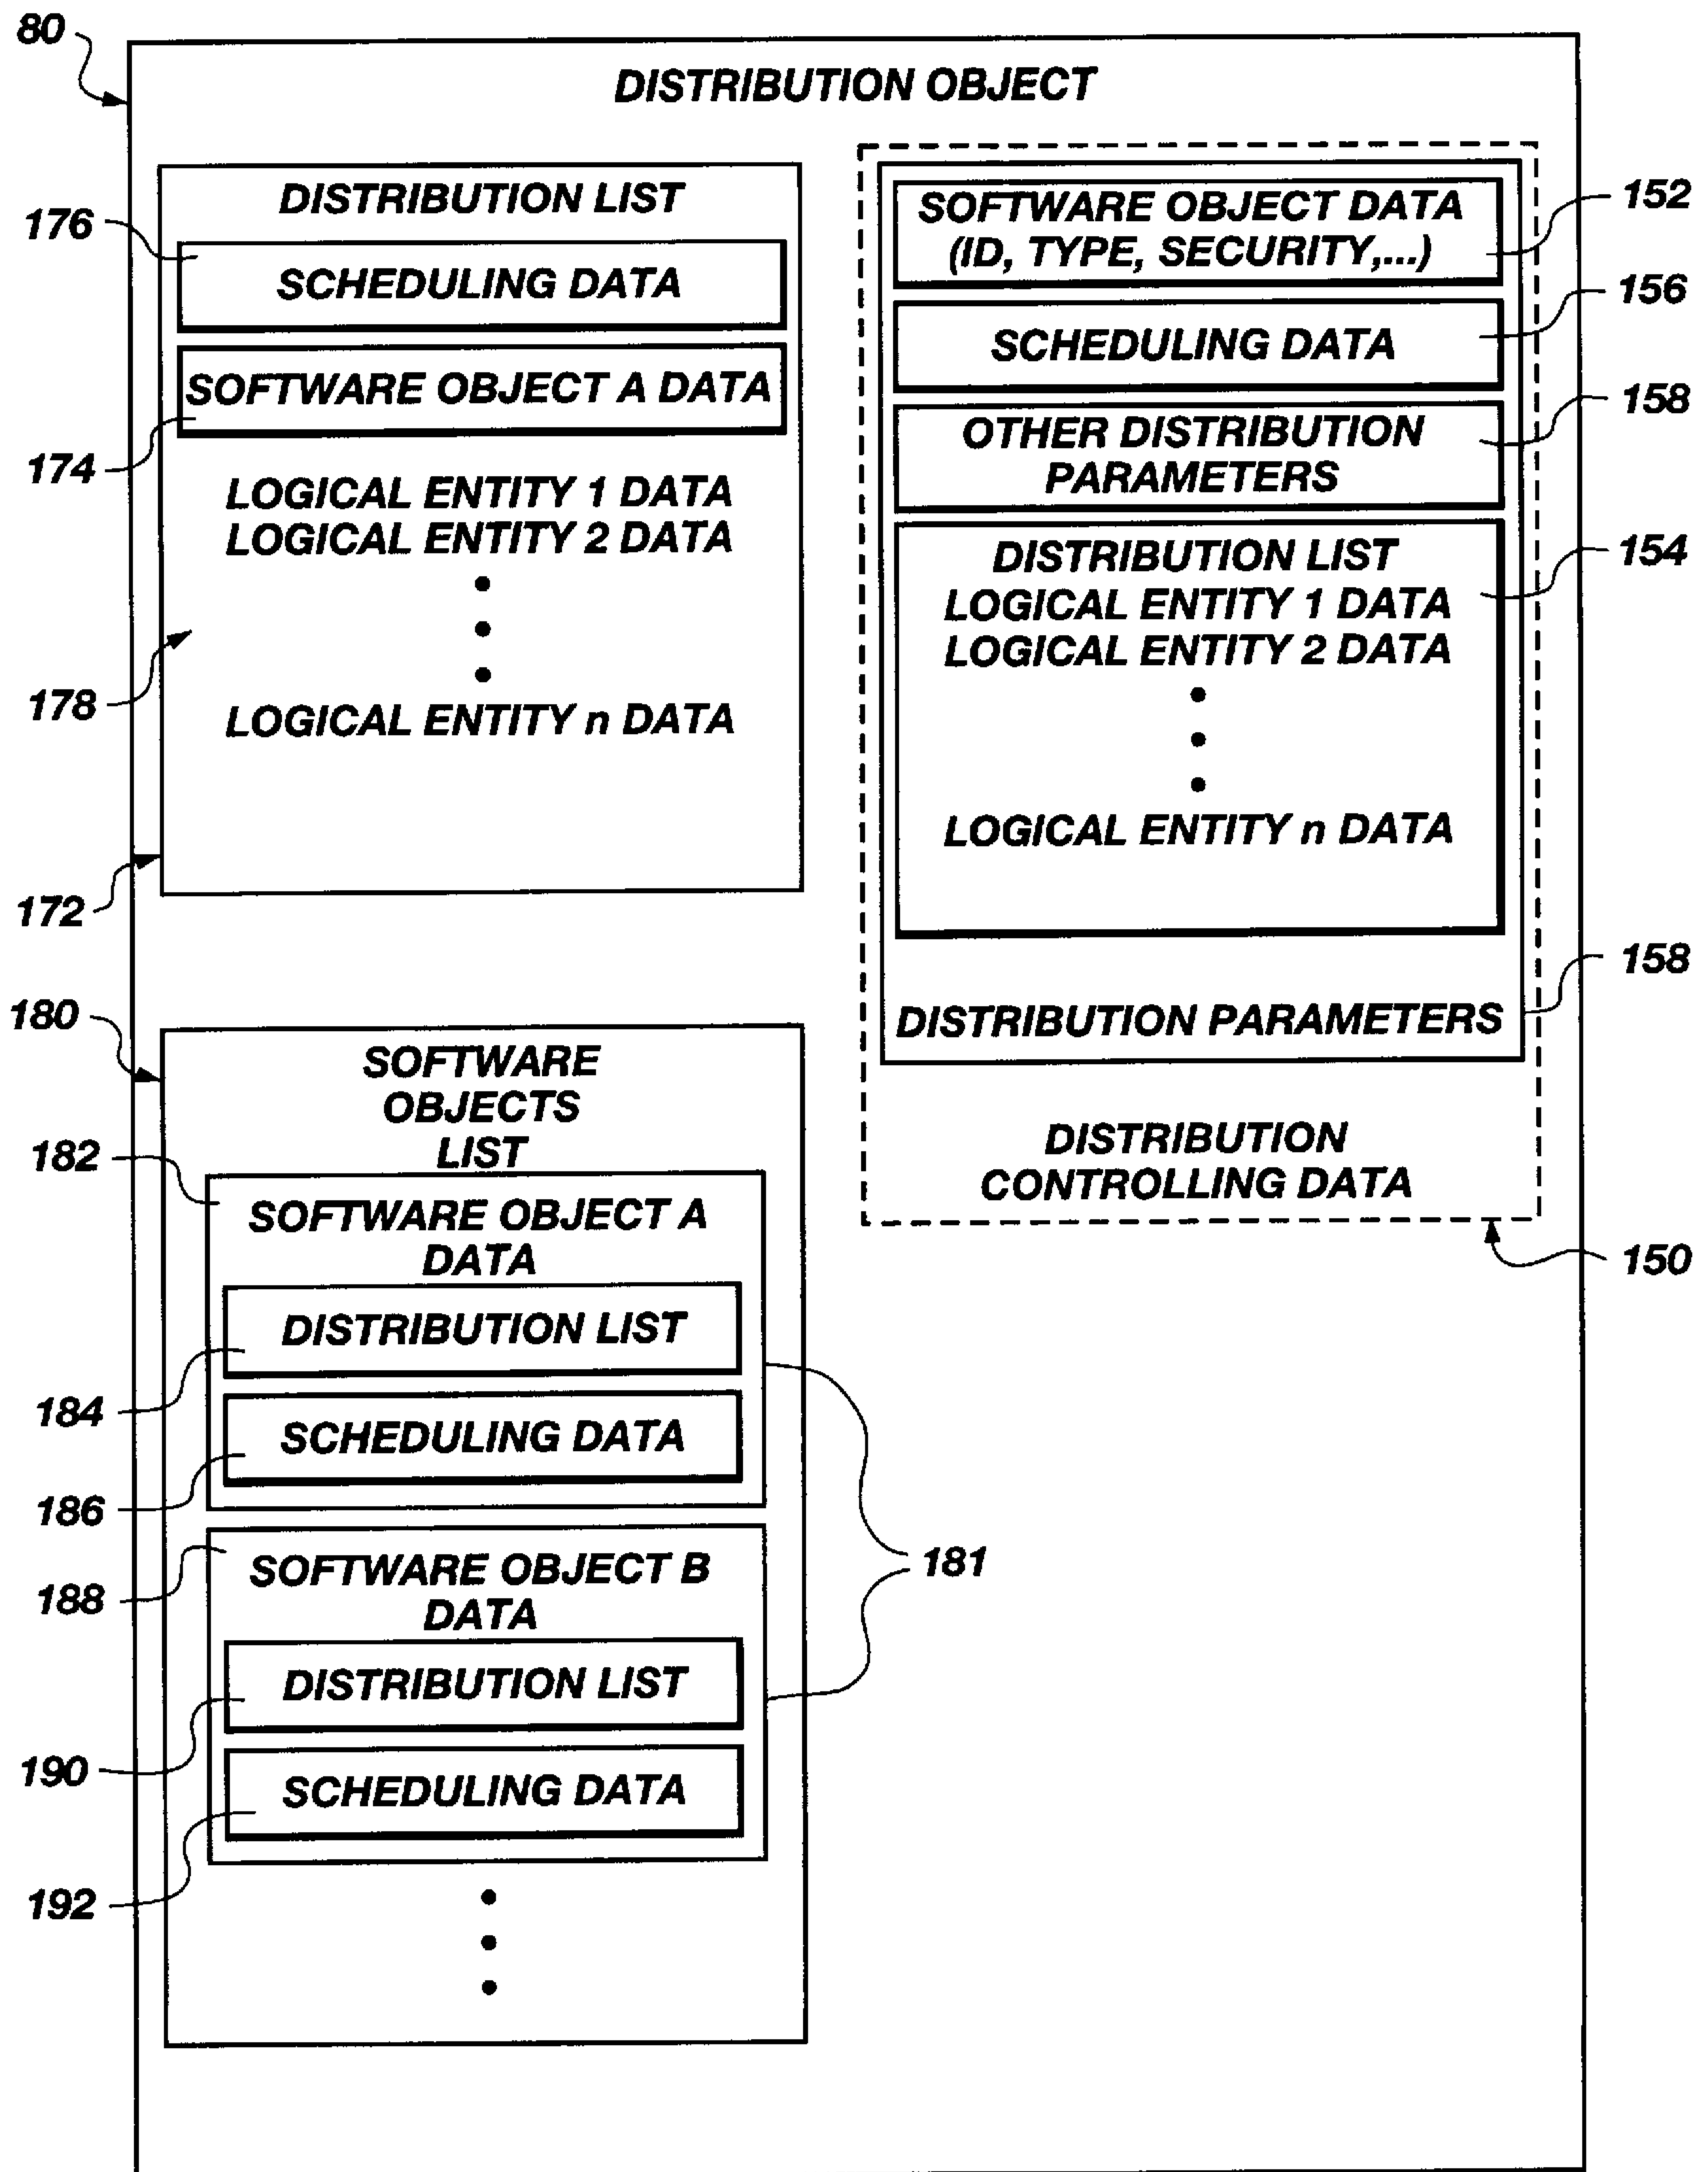 80
DISTRIBUTION OBJECT
DISTRIBUTION LIST
176
SCHEDULING DATA
SOFTWARE OBJECT A DATA
174
LOGICAL ENTITY 1 DATA
LOGICAL ENTITY 2 DATA
178
LOGICAL ENTITY n DATA
172
SOFTWARE OBJECT DATA
(ID, TYPE, SECURITY,...)
152
156
SCHEDULING DATA
158
OTHER DISTRIBUTION
PARAMETERS
154
DISTRIBUTION LIST
LOGICAL ENTITY 1 DATA
LOGICAL ENTITY 2 DATA
LOGICAL ENTITY n DATA
158
DISTRIBUTION PARAMETERS
DISTRIBUTION
CONTROLLING DATA
150
180
SOFTWARE
OBJECTS
LIST
182
SOFTWARE OBJECT A
DATA
DISTRIBUTION LIST
184
SCHEDULING DATA
186
181
188
SOFTWARE OBJECT B
DATA
DISTRIBUTION LIST
190
SCHEDULING DATA
192